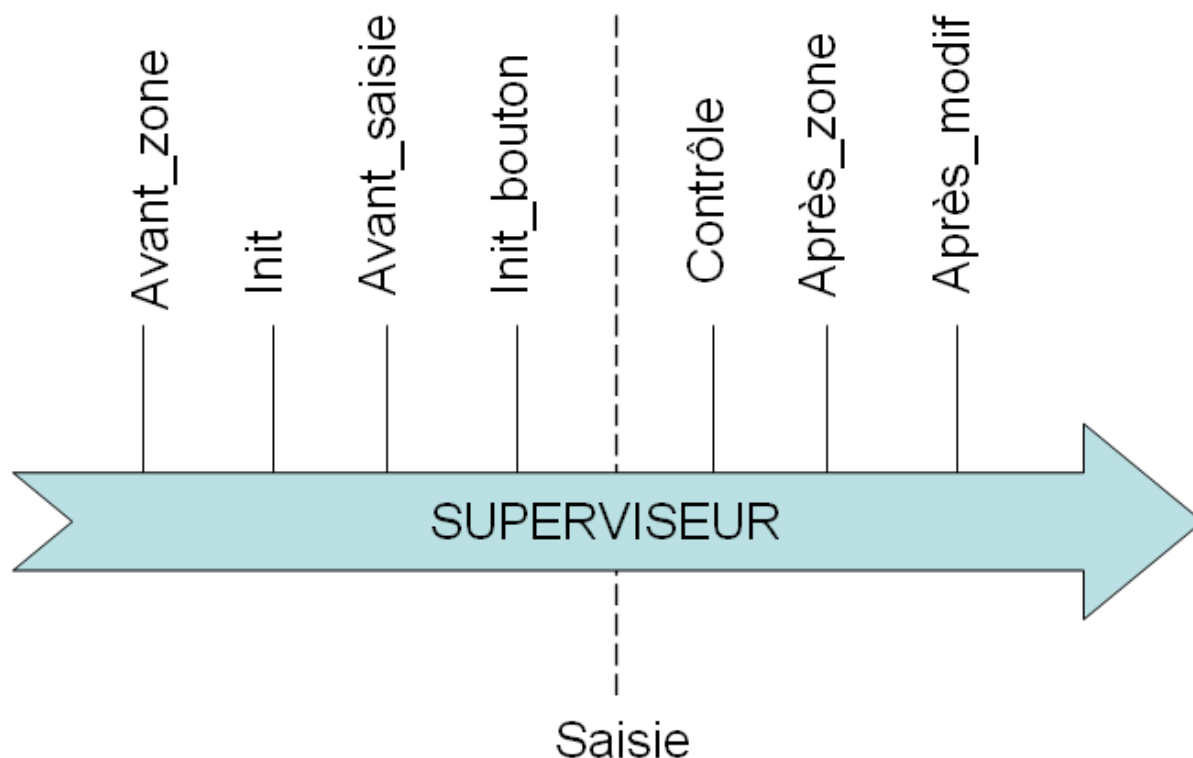 Avant_zone
Init
Avant_saisie
Init_bouton
Contrôle
Après_zone
Après_modif
SUPERVISEUR
Saisie